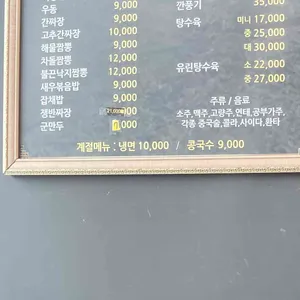 우동 9,000
간짜장 9,000
고추간짜장 10,000
해물짬뽕 9,000
차돌짬뽕 12,000
불낙지짬뽕 12,000
새우볶음밥 9,000
잡채밥 9,000
쟁반짜장
군만두 ,000
깐풍기 35,000
탕수육 미니 17,000
중 25,000
대 30,000
유린탕수육 소 22,000
중 27,000
주류 / 음료
소주,맥주,고량주,연태,공부가주,
각종 중국술,콜라,사이다,환타
계절메뉴 : 냉면 10,000 / 콩국수 9,000